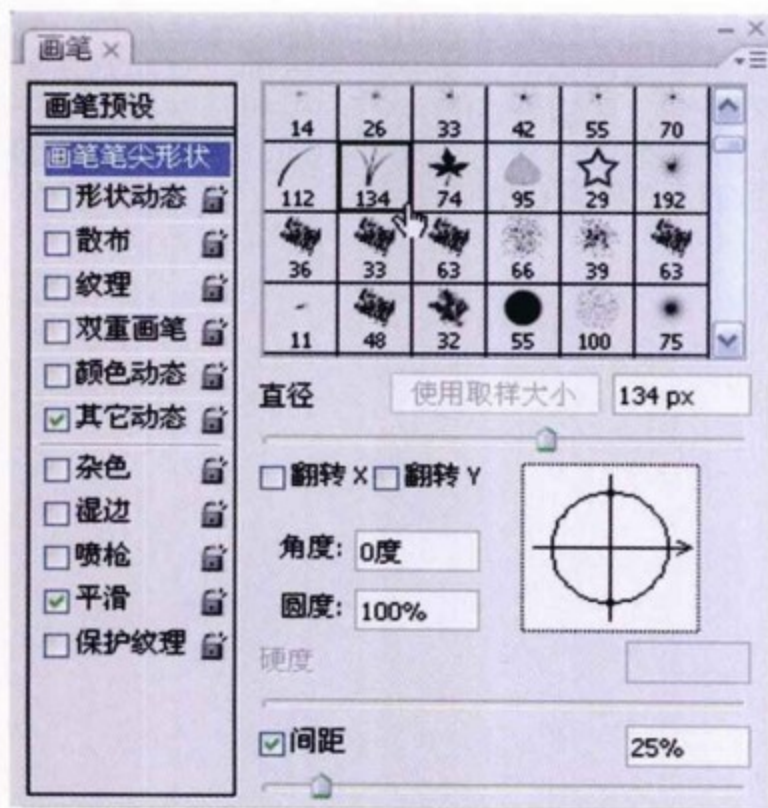 画笔 ×
画笔预设
画笔笔尖形状
形状动态
散布
纹理
双重画笔
颜色动态
其它动态
杂色
湿边
喷枪
平滑
保护纹理
14 26 33 42 55 70
112 134 74 95 29 192
36 33 63 66 39 63
11 48 32 55 100 75
直径 使用取样大小 134 px
翻转 X 翻转 Y
角度: 0度
圆度: 100%
硬度
间距 25%